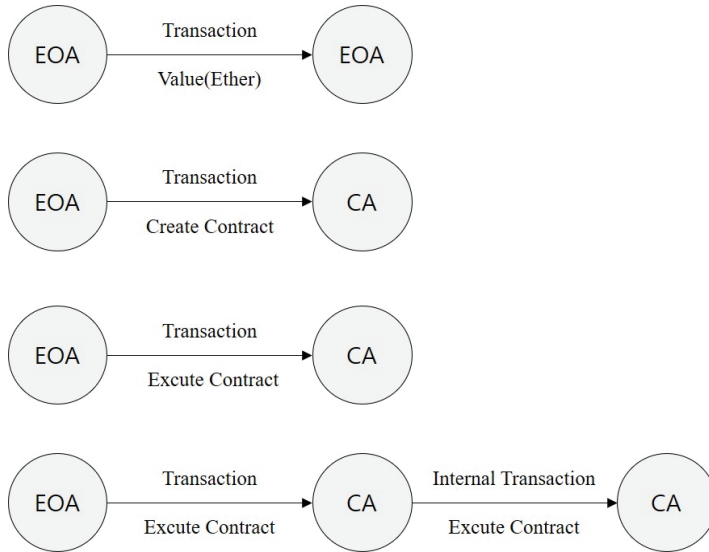 Transaction
EOA EOA
Value(Ether)
Transaction
EOA CA
Create Contract
Transaction
EOA CA
Excute Contract
Transaction Internal Transaction
EOA CA CA
Excute Contract Excute Contract